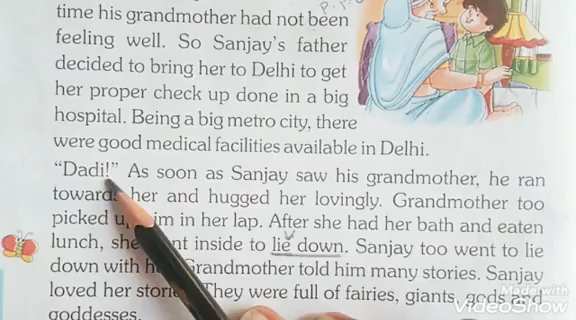 time his grandmother had not been
feeling well. So Sanjay's father
decided to bring her to Delhi to get
her proper check up done in a big
hospital. Being a big metro city, there
were good medical facilities available in Delhi.
"Dadi!" As soon as Sanjay saw his grandmother, he ran
towards her and hugged her lovingly. Grandmother too
picked him in her lap. After she had her bath and eaten
lunch, she inside to lie down. Sanjay too went to lie
down with Grandmother told him many stories. Sanjay
loved her stories They were full of fairies, giants, gods and
goddesses.
Made with
VideoShow